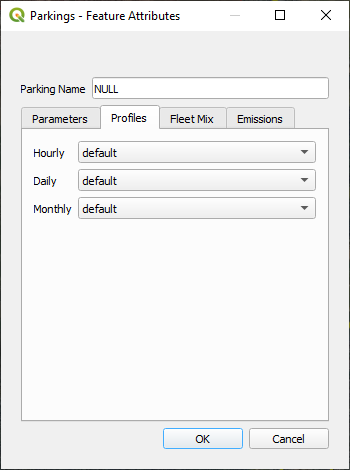 Parkings - Feature Attributes
Parking Name NULL
Parameters Profiles Fleet Mix Emissions
Hourly default
Daily default
Monthly default
OK Cancel